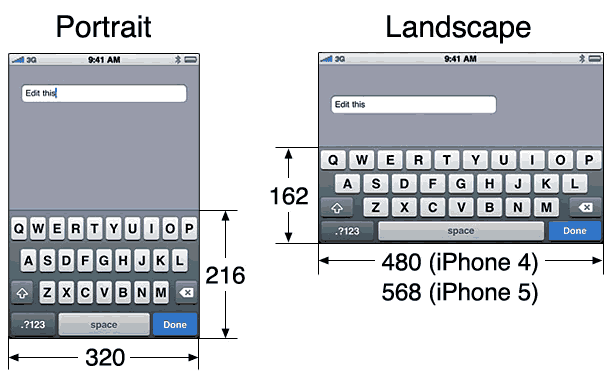 Portrait
3G 9:41 AM
Edit this
Q W E R T Y U I O P
A S D F G H J K L
Z X C V B N M
.?123 space Done
216
320
Landscape
3G 9:41 AM
Edit this
Q W E R T Y U I O P
A S D F G H J K L
Z X C V B N M
.?123 space Done
162
480 (iPhone 4)
568 (iPhone 5)